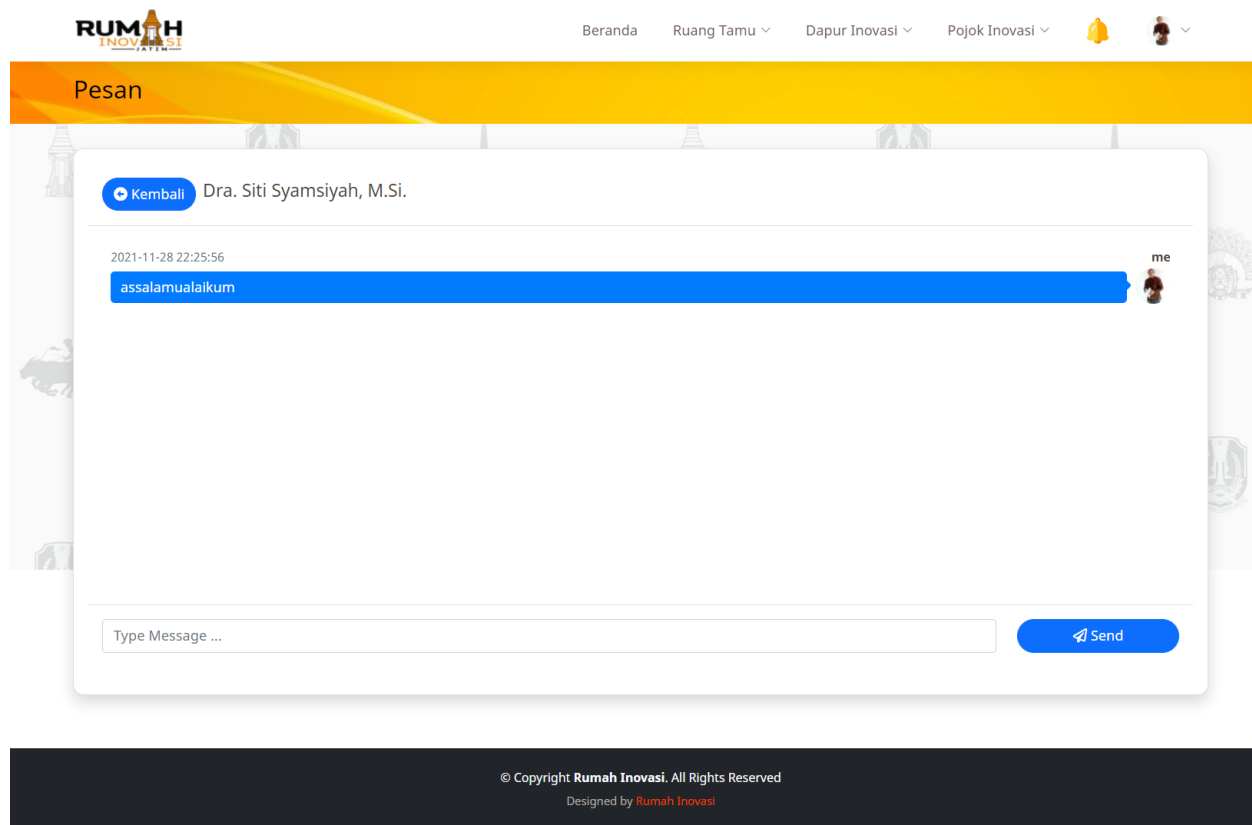 RUMAH
INOVASI
JATIM
Beranda Ruang Tamu Dapur Inovasi Pojok Inovasi
Pesan
Kembali Dra. Siti Syamsiyah, M.Si.
2021-11-28 22:25:56 me
assalamualaikum
Type Message ... Send
© Copyright Rumah Inovasi. All Rights Reserved
Designed by Rumah Inovasi